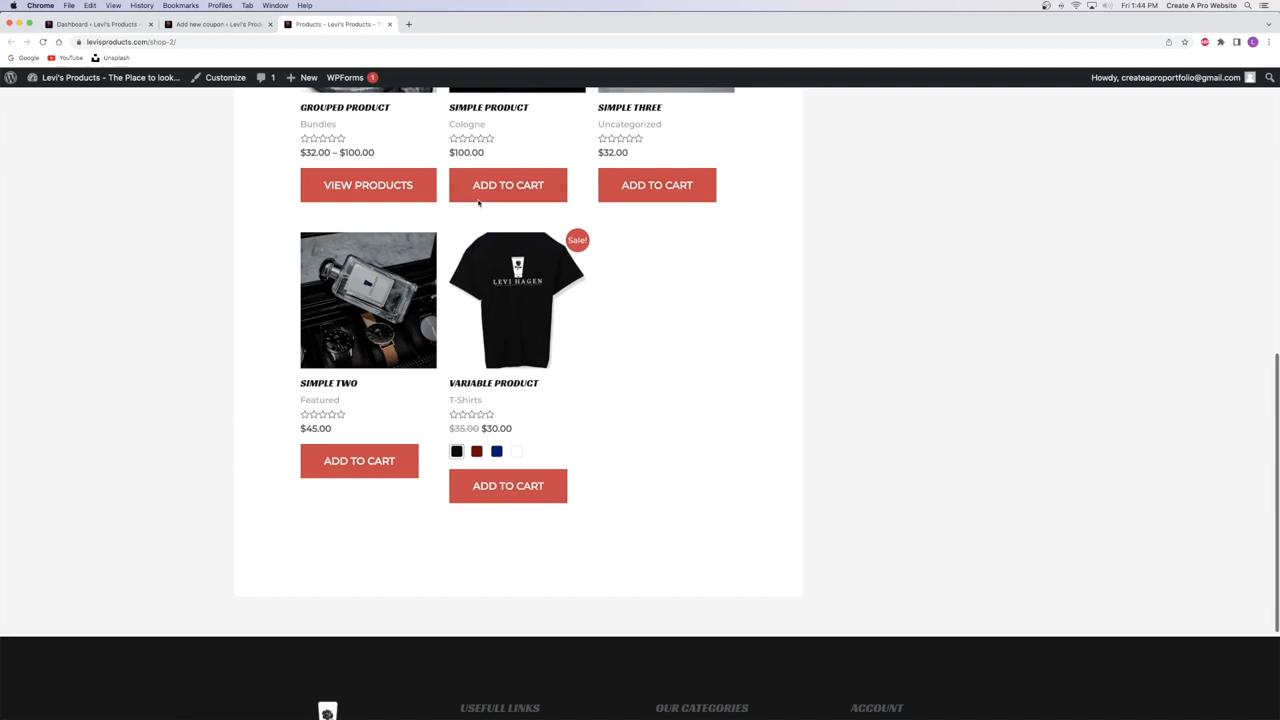 Chrome File Edit View History Bookmarks Profiles Tab Window Help Fri 1:44 PM Create A Pro Website
Dashboard ‹ Levi's Products - Add new coupon ‹ Levi's Produ Products – Levi's Products – T
levisproducts.com/shop-2/
Google YouTube Unsplash
Levi's Products - The Place to look... Customize 1 New WPForms 1 Howdy, createaproportfolio@gmail.com
GROUPED PRODUCT SIMPLE PRODUCT SIMPLE THREE
Bundles Cologne Uncategorized
$32.00 – $100.00 $100.00 $32.00
VIEW PRODUCTS ADD TO CART ADD TO CART
Sale!
LEVI HAGEN
SIMPLE TWO VARIABLE PRODUCT
Featured T-Shirts
$45.00 $35.00 $30.00
ADD TO CART
ADD TO CART
USEFULL LINKS OUR CATEGORIES ACCOUNT